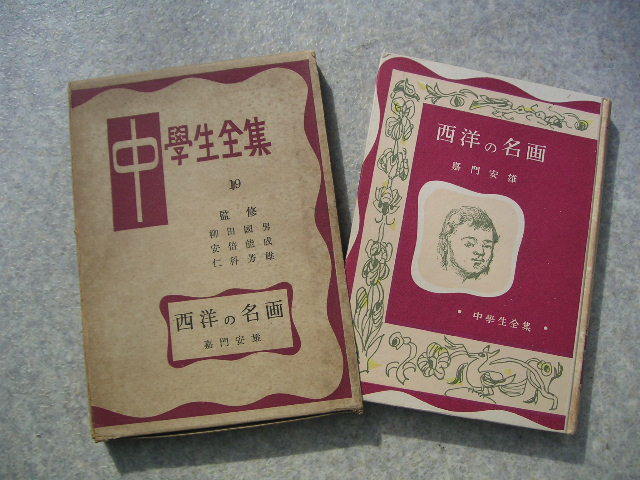 中學生全集
19
監修
柳田國男
安倍能成
仁科芳雄
西洋の名画
嘉門安雄
西洋の名画
嘉門安雄
・中學生全集・